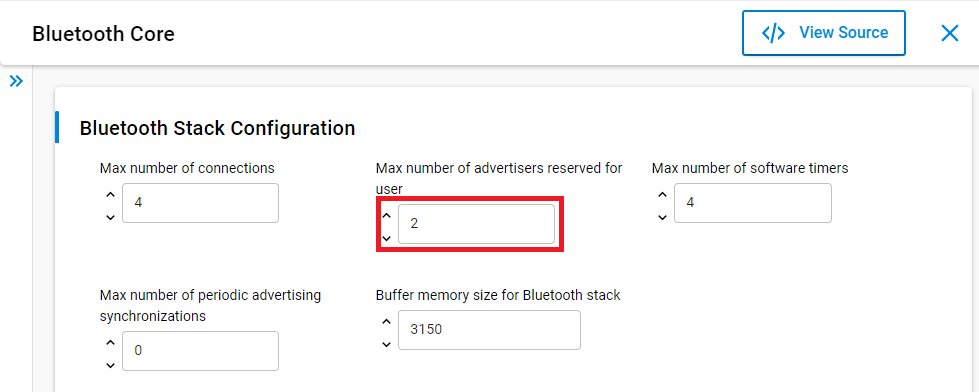 Bluetooth Core
</> View Source
Bluetooth Stack Configuration
Max number of connections
4
Max number of advertisers reserved for
user
2
Max number of software timers
4
Max number of periodic advertising
synchronizations
0
Buffer memory size for Bluetooth stack
3150